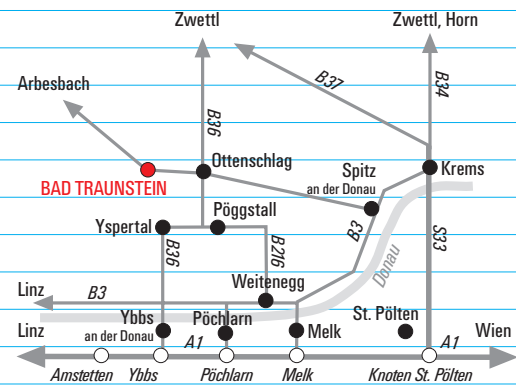 Zwettl
Zwettl, Horn
Arbesbach
B37
B34
B36
Ottenschlag
Spitz
an der Donau
Krems
BAD TRAUNSTEIN
Pöggstall
Yspertal
B36
B216
B3
Donau
S33
Weitenegg
Linz
B3
Ybbs
an der Donau
Pöchlarn
Melk
St. Pölten
Linz
A1
A1
Wien
Amstetten
Ybbs
Pöchlarn
Melk
Knoten St. Pölten